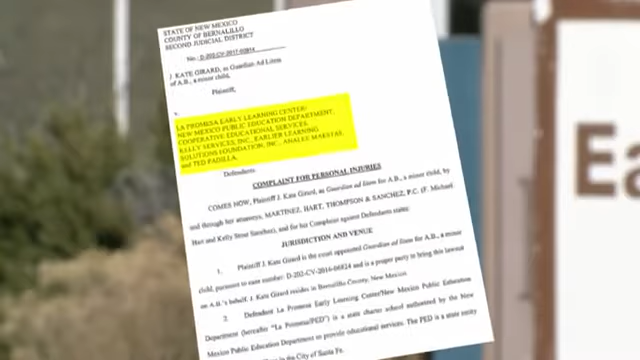 STATE OF NEW MEXICO
COUNTY OF BERNALILLO
SECOND JUDICIAL DISTRICT
No.: D-202-CV-2017-
J. KATE GIRARD, as Guardian Ad Litem
of A.B., a minor child,
Plaintiff,
v.
LA PROMESA EARLY LEARNING CENTER-
NEW MEXICO PUBLIC EDUCATION DEPARTMENT,
COOPERATIVE EDUCATIONAL SERVICES,
KELLY SERVICES, INC., EARLIER LEARNING
SOLUTIONS FOUNDATION, INC., ANALEE MAESTAS,
and TED PADILLA,
Defendants.
COMPLAINT FOR PERSONAL INJURIES
COMES NOW, Plaintiff J. Kate Girard, as Guardian ad litem for A.B., a minor child, by
and through her attorneys, MARTINEZ, HART, THOMPSON & SANCHEZ, P.C. (F. Michael
Hart and Kelly Stout Sanchez), and for her Complaint against Defendants states:
JURISDICTION AND VENUE
1. Plaintiff J. Kate Girard is the court appointed Guardian ad litem for A.B., a minor
child, pursuant to case number: D-202-CV-2016-06824 and is a proper party to bring this lawsuit
on A.B.'s behalf. J. Kate Girard resides in Bernalillo County, New Mexico.
2. Defendant La Promesa Early Learning Center/New Mexico Public Education
Department (hereafter "La Promesa/PED") is a state charter school authorized by the New
Mexico Public Education Department to provide educational services. The PED is a state entity
in the City of Santa Fe.
Ea